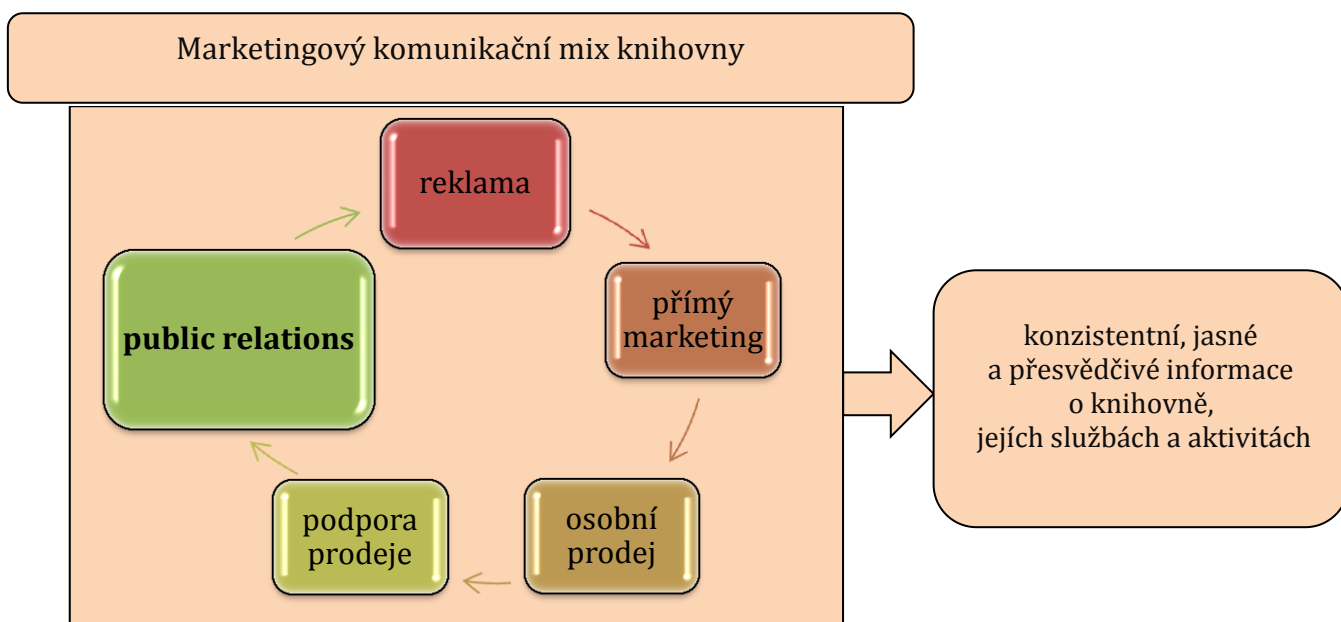 Marketingový komunikační mix knihovny
reklama
přímý
marketing
osobní
prodej
podpora
prodeje
public relations
konzistentní, jasné
a přesvědčivé informace
o knihovně,
jejích službách a aktivitách